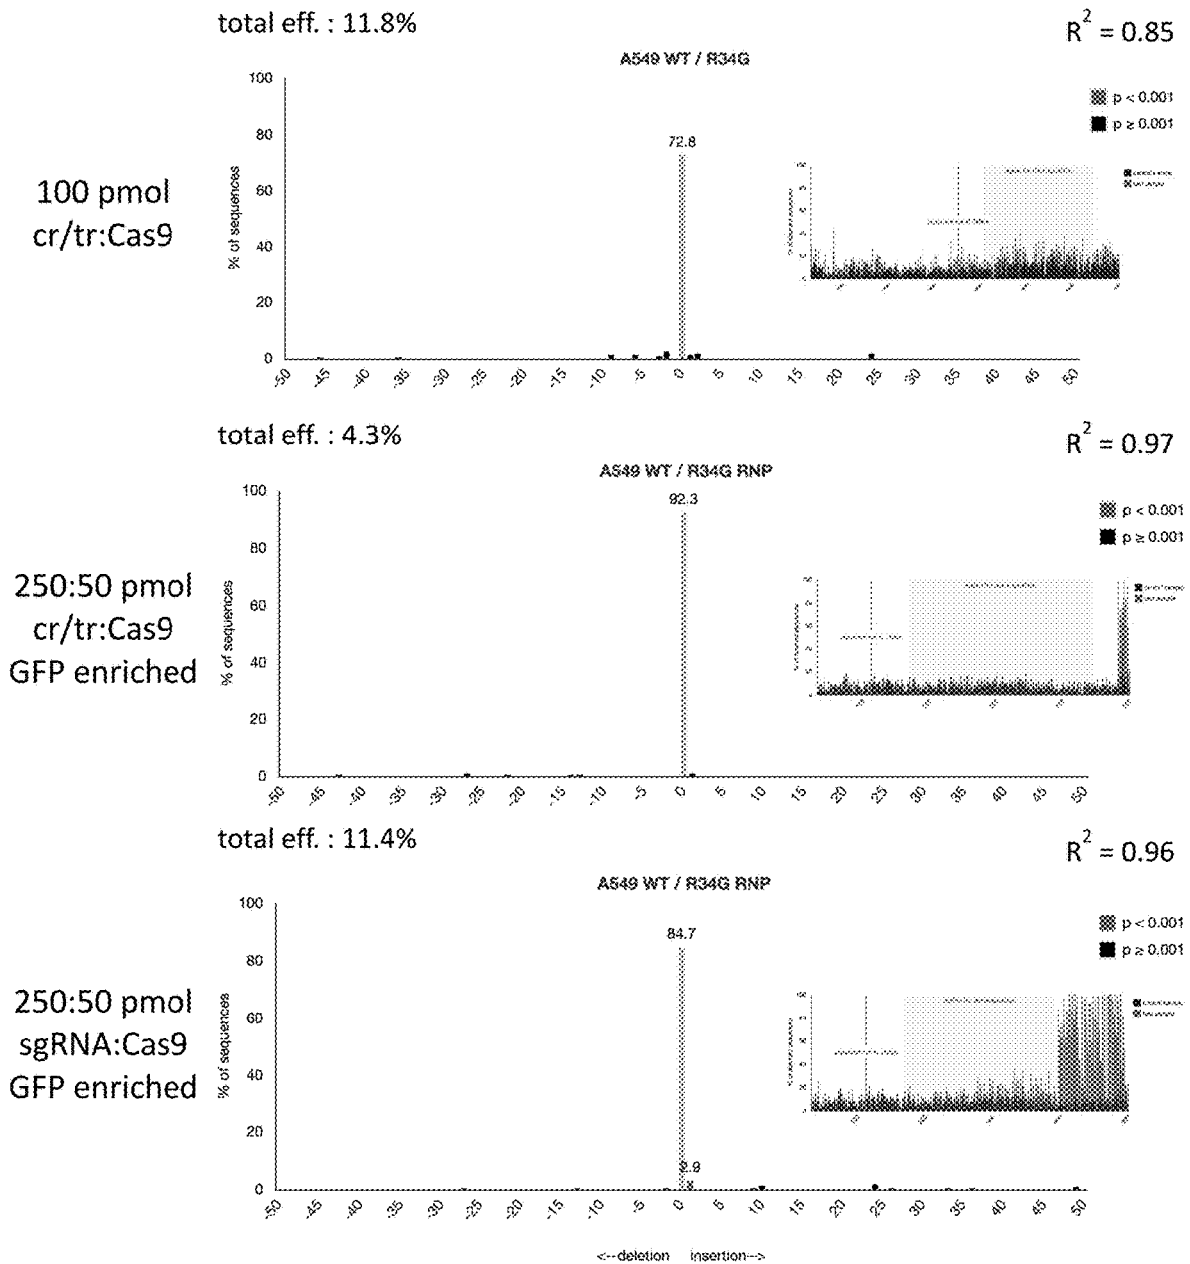 total eff. : 11.8%
R² = 0.85
A549 WT / R34G
p < 0.001
p ≥ 0.001
100 pmol
cr/tr:Cas9
% of sequences
100
80
60
40
20
0
72.8
-50 -45 -40 -35 -30 -25 -20 -15 -10 -5 0 5 10 15 20 25 30 35 40 45 50
total eff. : 4.3%
R² = 0.97
A549 WT / R34G RNP
p < 0.001
p ≥ 0.001
250:50 pmol
cr/tr:Cas9
GFP enriched
% of sequences
100
80
60
40
20
0
92.3
-50 -45 -40 -35 -30 -25 -20 -15 -10 -5 0 5 10 15 20 25 30 35 40 45 50
total eff. : 11.4%
R² = 0.96
A549 WT / R34G RNP
p < 0.001
p ≥ 0.001
250:50 pmol
sgRNA:Cas9
GFP enriched
% of sequences
100
80
60
40
20
0
84.7
2.9
-50 -45 -40 -35 -30 -25 -20 -15 -10 -5 0 5 10 15 20 25 30 35 40 45 50
<--deletion insertion-->